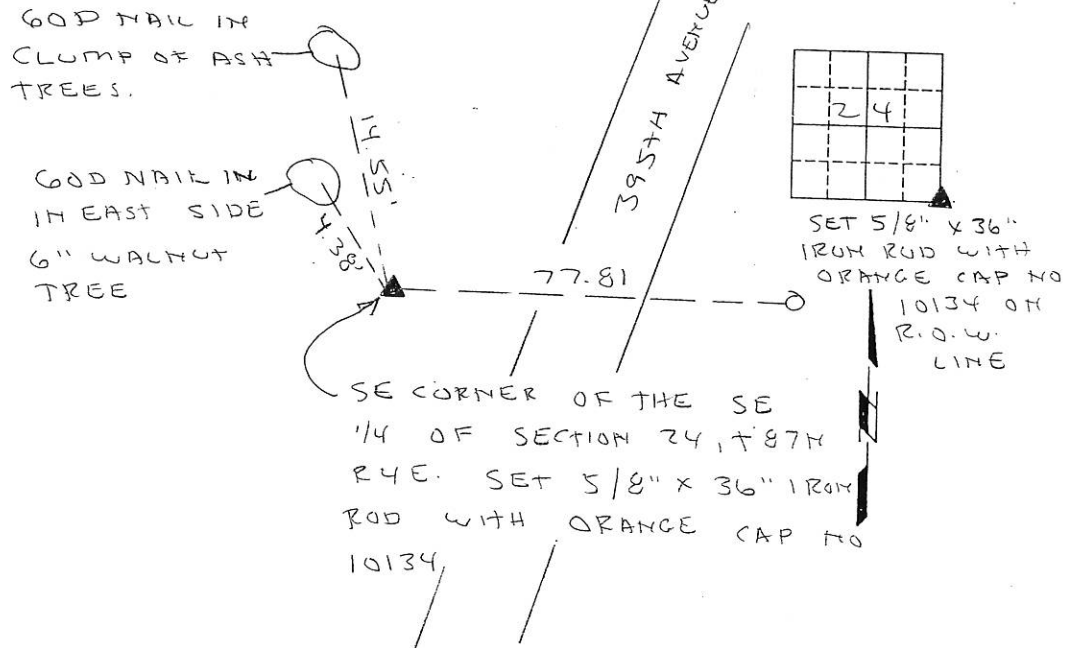 60D NAIL IN
CLUMP OF ASH
TREES.
14.55'
60D NAIL IN
IN EAST SIDE
6" WALNUT
TREE
4.38'
395TH AVENUE
77.81
24
SET 5/8" X 36"
IRON ROD WITH
ORANGE CAP NO
10134 ON
R.O.W.
LINE
SE CORNER OF THE SE
1/4 OF SECTION 24, T87N
R4E. SET 5/8" X 36" IRON
ROD WITH ORANGE CAP NO
10134
N